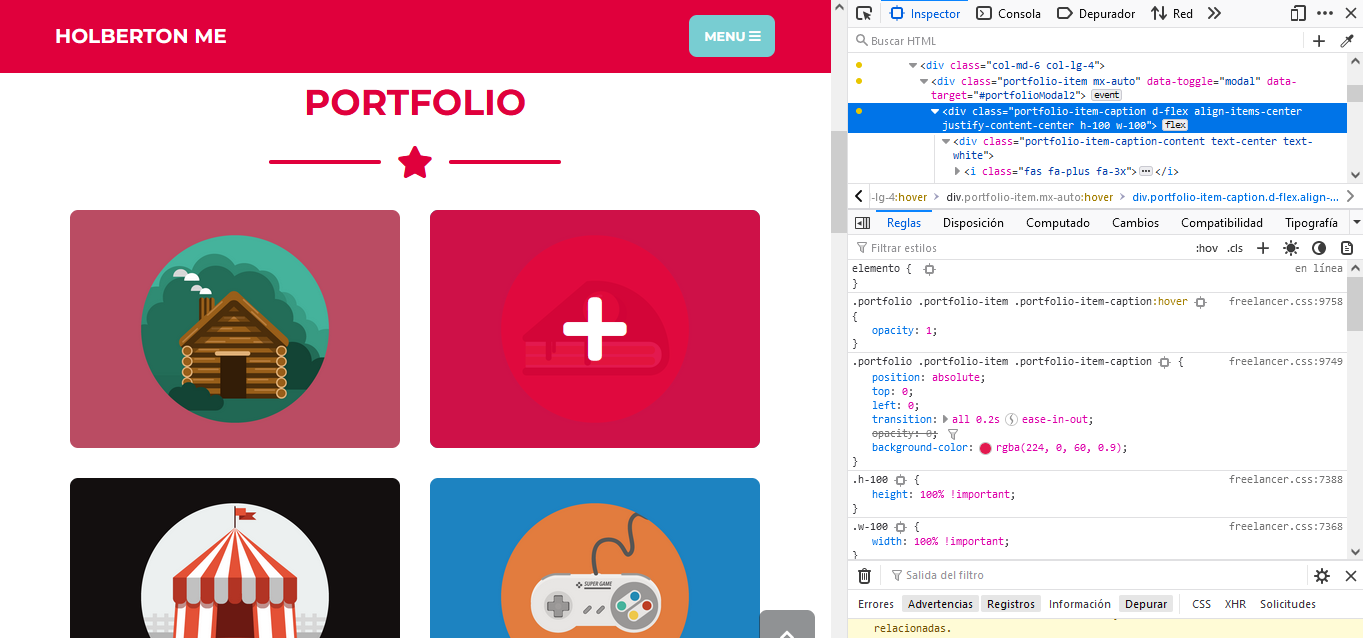 HOLBERTON ME
MENU
PORTFOLIO
SUPER GAME
Inspector
Consola
Depurador
Red
Buscar HTML
<div class="col-md-6 col-lg-4">
<div class="portfolio-item mx-auto" data-toggle="modal" data-
target="#portfolioModal2"> event
<div class="portfolio-item-caption d-flex align-items-center
justify-content-center h-100 w-100"> flex
<div class="portfolio-item-caption-content text-center text-
white">
<i class="fas fa-plus fa-3x"> ••• </i>
-lg-4:hover > div.portfolio-item.mx-auto:hover > div.portfolio-item-caption.d-flex.align-…
Reglas
Disposición
Computado
Cambios
Compatibilidad
Tipografía
Filtrar estilos
:hov
.cls
elemento {
en línea
}
.portfolio .portfolio-item .portfolio-item-caption:hover
freelancer.css:9758
{
opacity: 1;
}
.portfolio .portfolio-item .portfolio-item-caption {
freelancer.css:9749
position: absolute;
top: 0;
left: 0;
transition: all 0.2s ease-in-out;
opacity: 0;
background-color: rgba(224, 0, 60, 0.9);
}
.h-100 {
freelancer.css:7388
height: 100% !important;
}
.w-100 {
freelancer.css:7368
width: 100% !important;
}
Salida del filtro
Errores
Advertencias
Registros
Información
Depurar
CSS
XHR
Solicitudes
relacionadas.